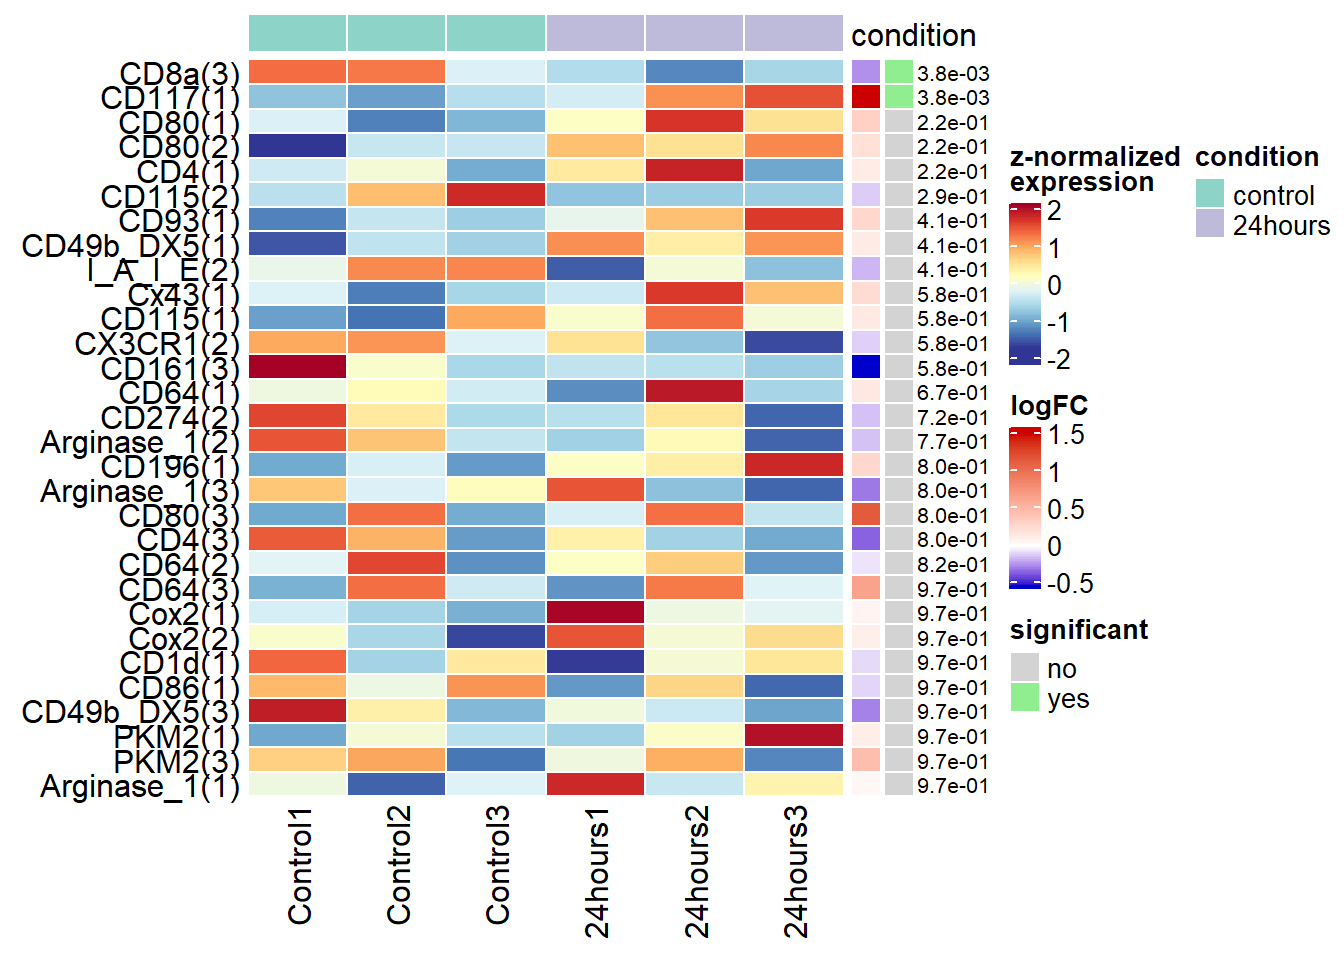 condition
CD8a(3) 3.8e-03
CD117(1) 3.8e-03
CD80(1) 2.2e-01
CD80(2) 2.2e-01
CD4(1) 2.2e-01
CD115(2) 2.9e-01
CD93(1) 4.1e-01
CD49b_DX5(1) 4.1e-01
I_A_I_E(2) 4.1e-01
Cx43(1) 5.8e-01
CD115(1) 5.8e-01
CX3CR1(2) 5.8e-01
CD161(3) 5.8e-01
CD64(1) 6.7e-01
CD274(2) 7.2e-01
Arginase_1(2) 7.7e-01
CD196(1) 8.0e-01
Arginase_1(3) 8.0e-01
CD80(3) 8.0e-01
CD4(3) 8.0e-01
CD64(2) 8.2e-01
CD64(3) 9.7e-01
Cox2(1) 9.7e-01
Cox2(2) 9.7e-01
CD1d(1) 9.7e-01
CD86(1) 9.7e-01
CD49b_DX5(3) 9.7e-01
PKM2(1) 9.7e-01
PKM2(3) 9.7e-01
Arginase_1(1) 9.7e-01
Control1
Control2
Control3
24hours1
24hours2
24hours3
z-normalized
expression
2
1
0
-1
-2
logFC
1.5
1
0.5
0
-0.5
significant
no
yes
condition
control
24hours